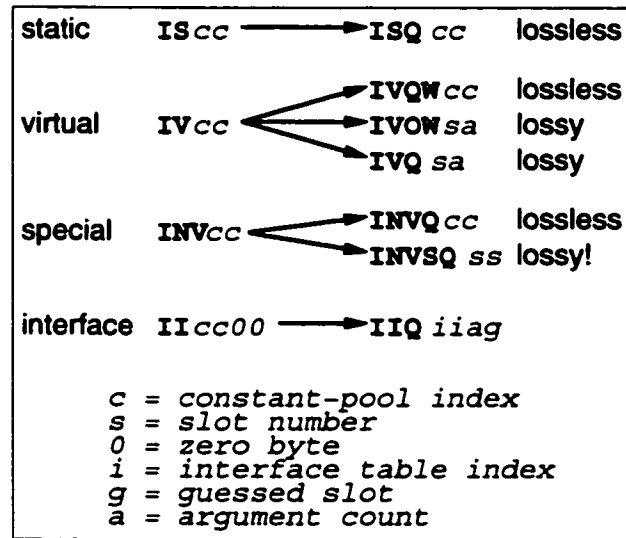 static IScc ISQ cc lossless
IVQWcc lossless
virtual IVcc IVOWsa lossy
IVQ sa lossy
special INVcc INVQcc lossless
INVSQ ss lossy!
interface IIcc00 IIQ iiag
c = constant-pool index
s = slot number
0 = zero byte
i = interface table index
g = guessed slot
a = argument count